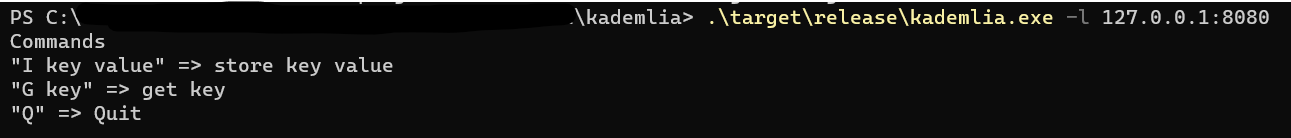 PS C:\ \kademlia> .\target\release\kademlia.exe -l 127.0.0.1:8080
Commands
"I key value" => store key value
"G key" => get key
"Q" => Quit